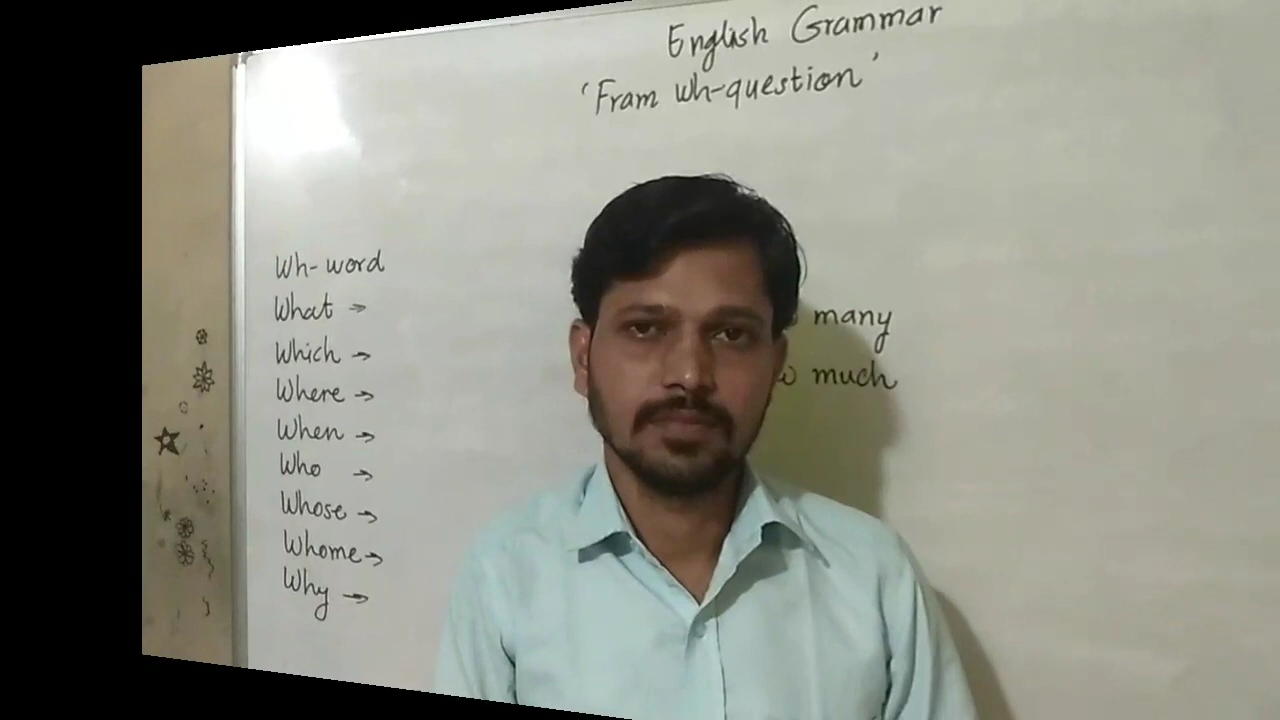 English Grammar
'Fram Wh-question'
Wh-word
What →
Which →
Where →
When →
Who →
Whose →
Whome →
Why →
many
much